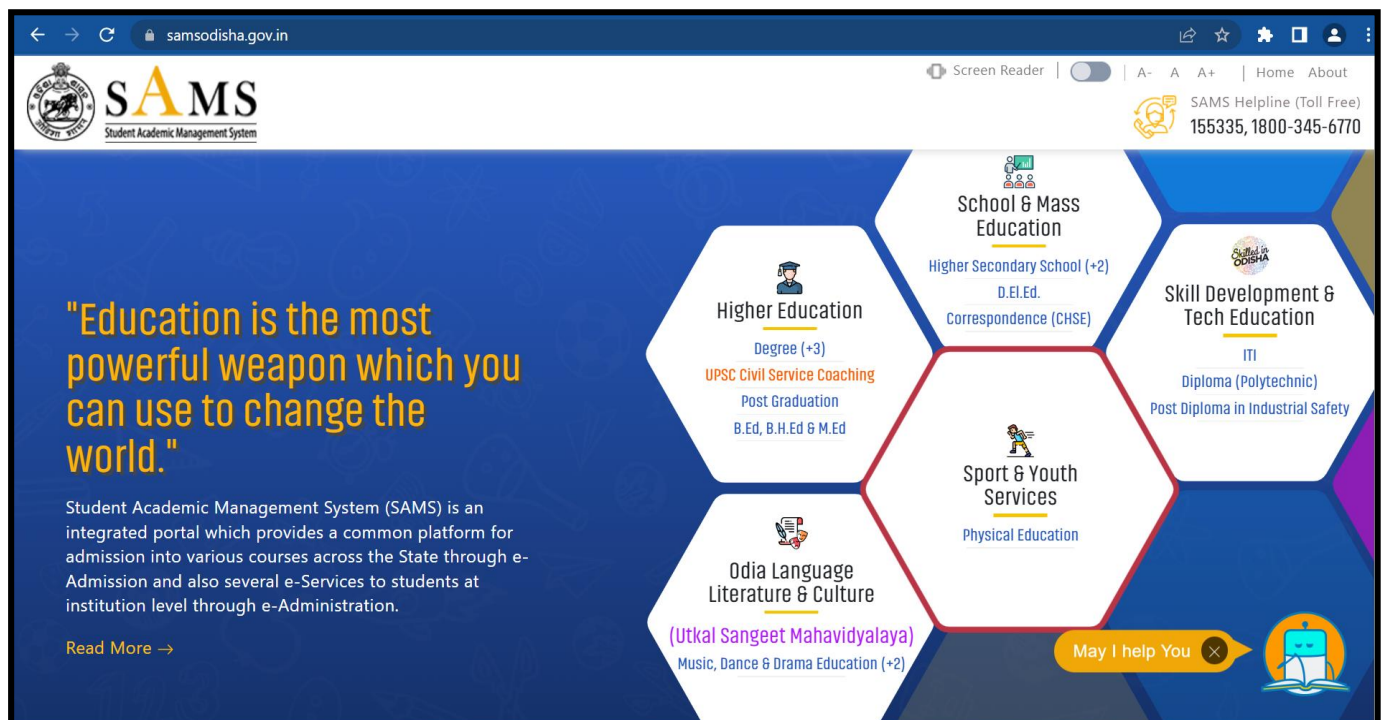 samsodisha.gov.in
SAMS
Student Academic Management System
Screen Reader
A- A A+
Home About
SAMS Helpline (Toll Free)
155335, 1800-345-6770
"Education is the most
powerful weapon which you
can use to change the
world."
Student Academic Management System (SAMS) is an
integrated portal which provides a common platform for
admission into various courses across the State through e-
Admission and also several e-Services to students at
institution level through e-Administration.
Read More →
School & Mass
Education
Higher Secondary School (+2)
D.El.Ed.
Correspondence (CHSE)
Higher Education
Degree (+3)
UPSC Civil Service Coaching
Post Graduation
B.Ed, B.H.Ed & M.Ed
Skilled in
ODISHA
Skill Development &
Tech Education
ITI
Diploma (Polytechnic)
Post Diploma in Industrial Safety
Sport & Youth
Services
Physical Education
Odia Language
Literature & Culture
(Utkal Sangeet Mahavidyalaya)
Music, Dance & Drama Education (+2)
May I help You